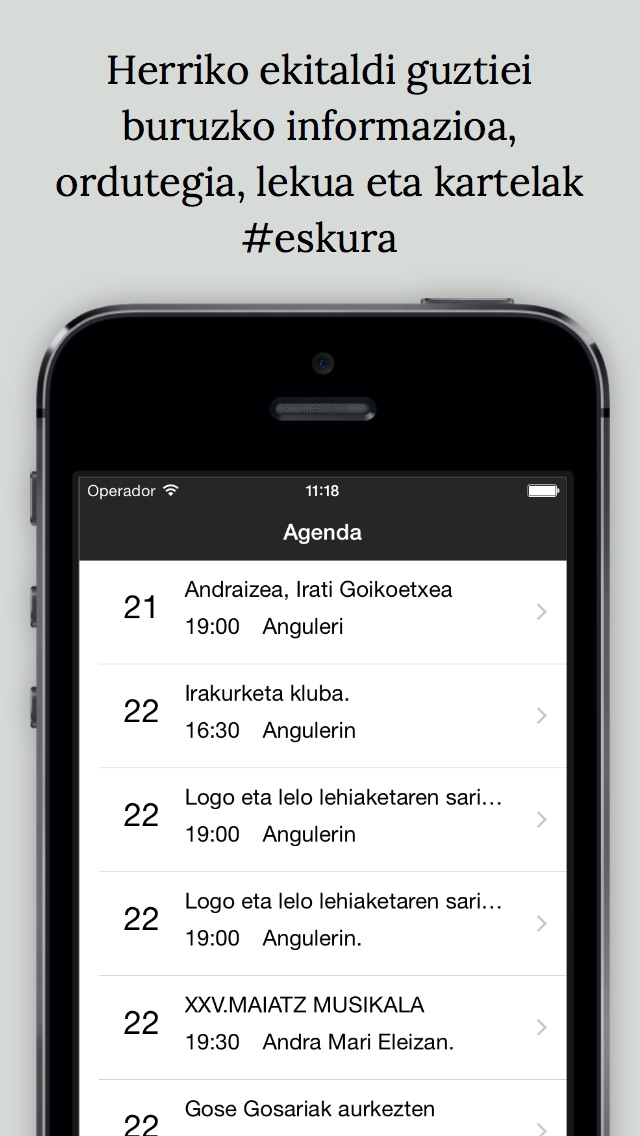 Herriko ekitaldi guztiei
buruzko informazioa,
ordutegia, lekua eta kartelak
#eskura
Operador 11:18
Agenda
21 Andraizea, Irati Goikoetxea
19:00 Anguleri
22 Irakurketa kluba.
16:30 Angulerin
22 Logo eta lelo lehiaketaren sari…
19:00 Angulerin
22 Logo eta lelo lehiaketaren sari…
19:00 Angulerin.
22 XXV.MAIATZ MUSIKALA
19:30 Andra Mari Eleizan.
22 Gose Gosariak aurkezten